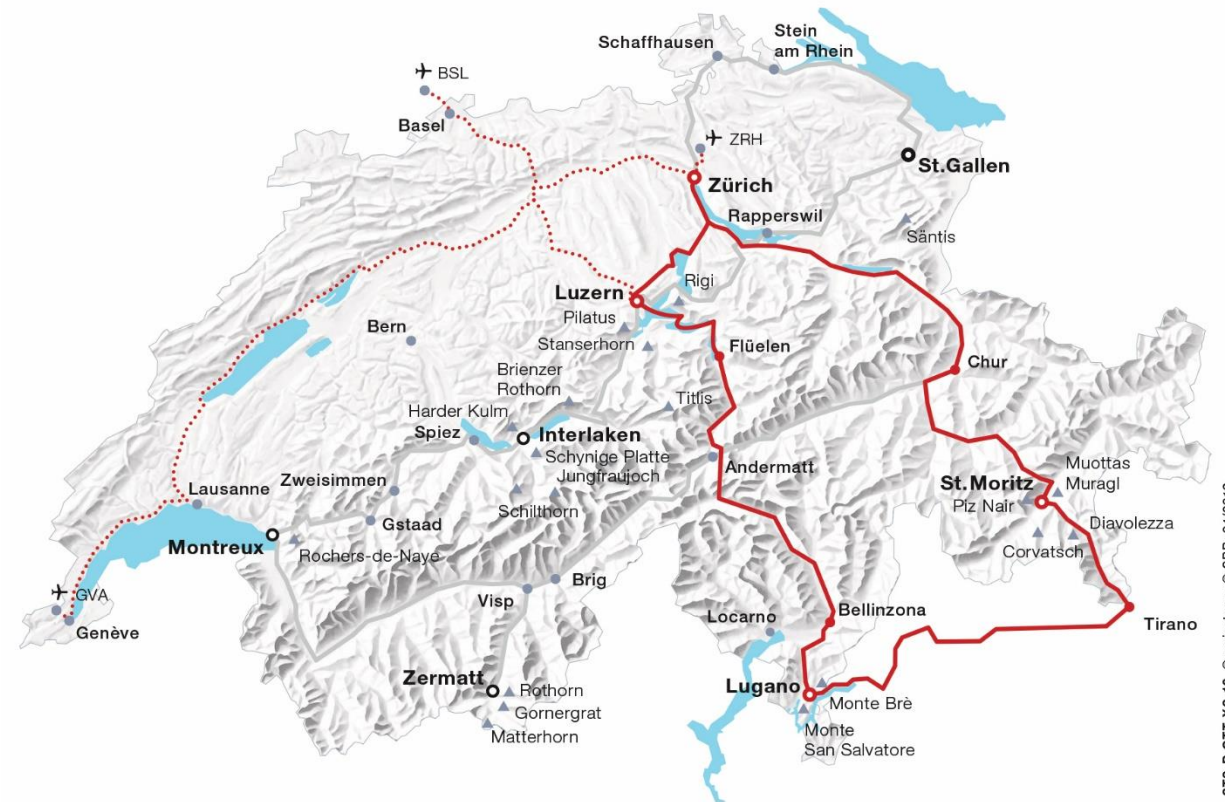 Schaffhausen
Stein
am Rhein
BSL
Basel
ZRH
St.Gallen
Zürich
Rapperswil
Säntis
Rigi
Luzern
Pilatus
Bern
Stanserhorn
Flüelen
Chur
Brienzer
Rothorn
Titlis
Harder Kulm
Spiez
Interlaken
Schynige Platte
Jungfraujoch
Andermatt
Muottas
Muragl
St.Moritz
Piz Nair
Zweisimmen
Lausanne
Schilthorn
Gstaad
Diavolezza
Corvatsch
Montreux
Rochers-de-Naye
Brig
Visp
GVA
Genève
Locarno
Bellinzona
Tirano
Zermatt
Rothorn
Gornergrat
Matterhorn
Lugano
Monte Brè
Monte
San Salvatore